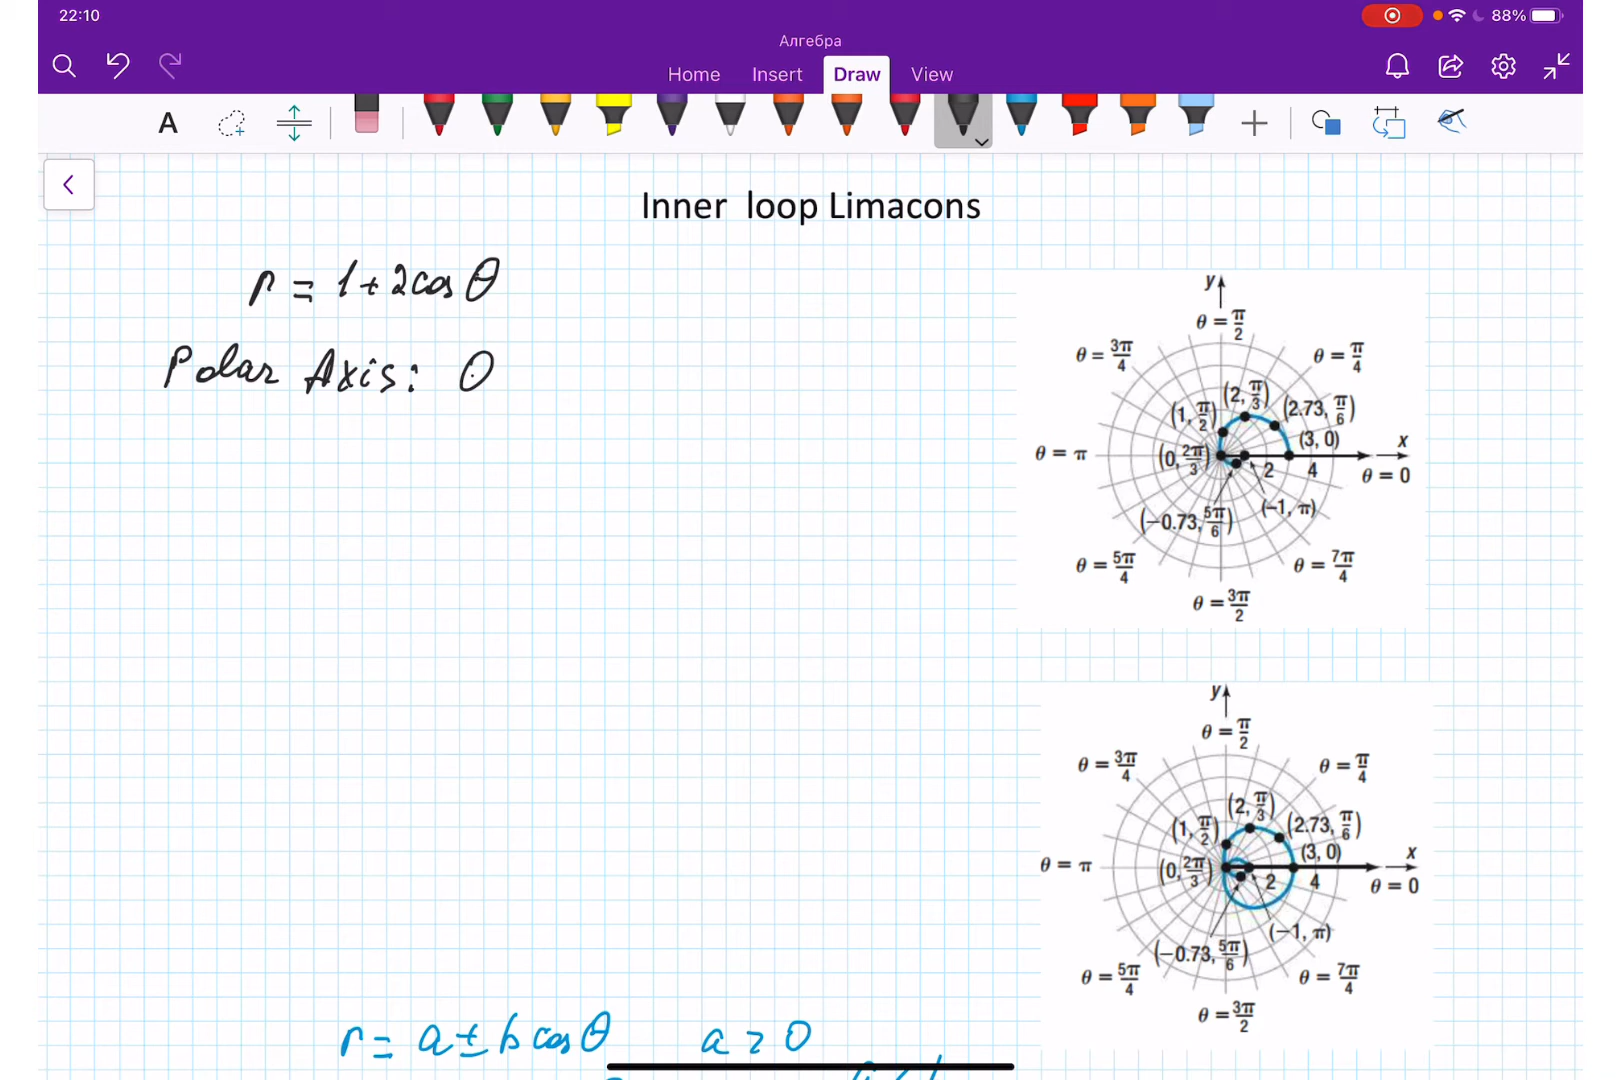 22:10
88%
Алгебра
Home Insert Draw View
A
Inner loop Limacons
r = 1 + 2 cos θ
Polar Axis: θ
y
θ = π/2
θ = 3π/4
θ = π/4
(2, π/3)
(1, π/2)
(2.73, π/6)
(3, 0)
x
θ = π
(0, 2π/3)
2
4
θ = 0
(−0.73, 5π/6)
(−1, π)
θ = 5π/4
θ = 7π/4
θ = 3π/2
y
θ = π/2
θ = 3π/4
θ = π/4
(2, π/3)
(1, π/2)
(2.73, π/6)
(3, 0)
x
θ = π
(0, 2π/3)
2
4
θ = 0
(−1, π)
(−0.73, 5π/6)
θ = 5π/4
θ = 7π/4
θ = 3π/2
r = a ± b cos θ a > 0